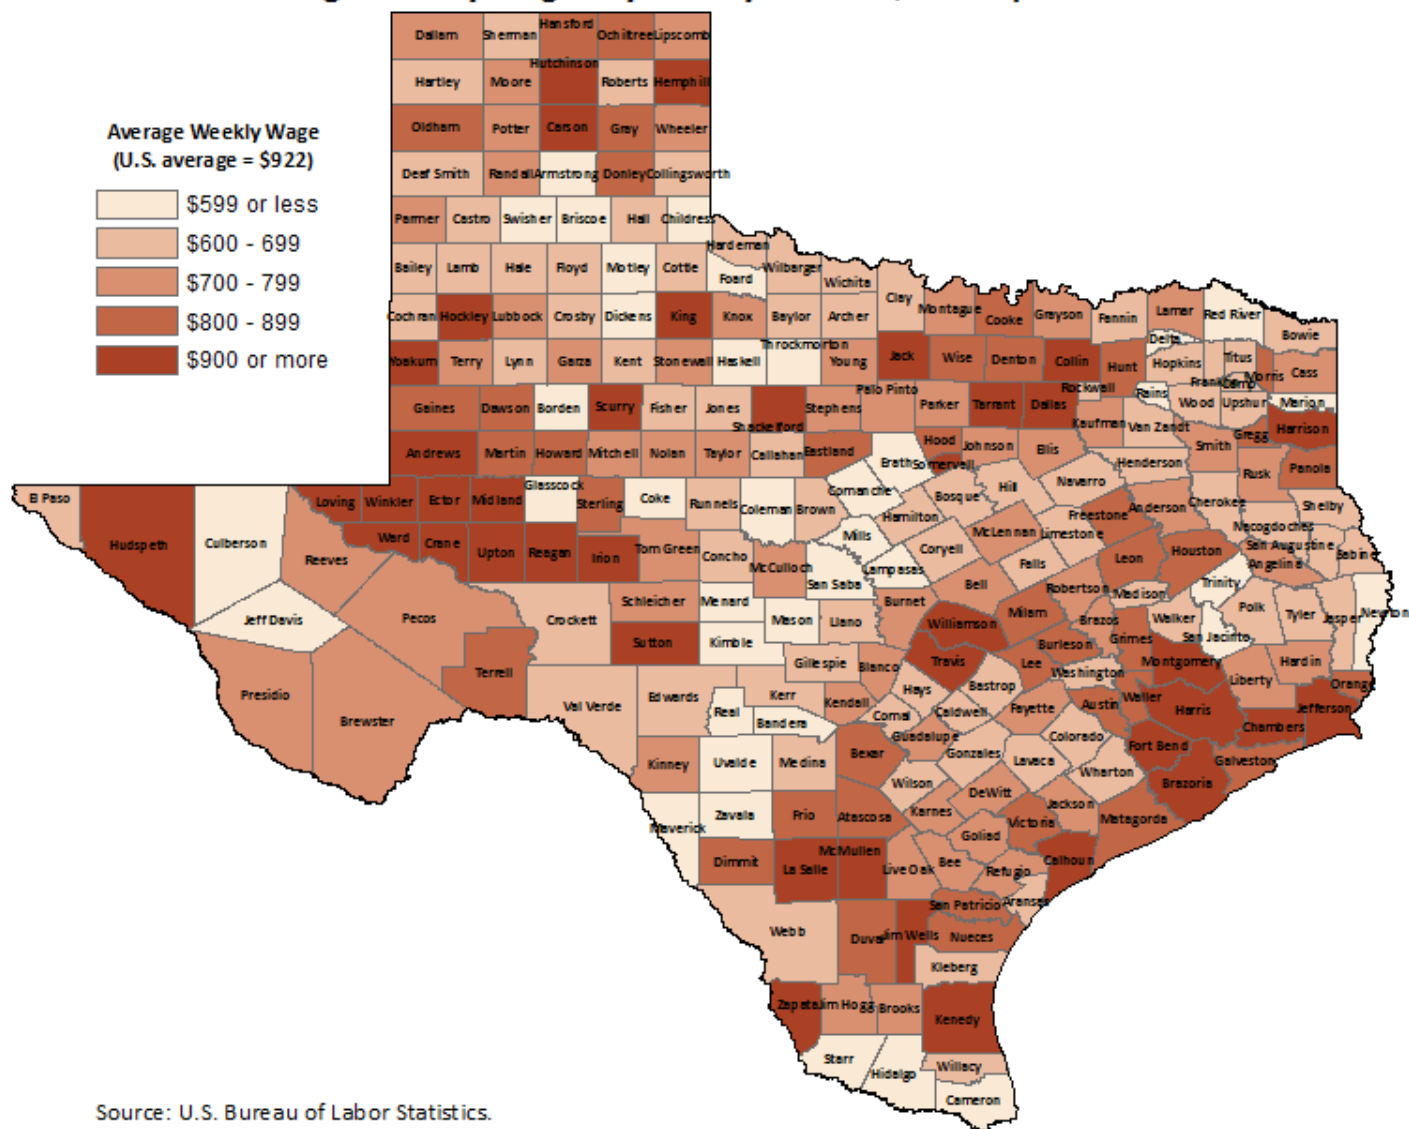 Average Weekly Wage
(U.S. average = $922)
$599 or less
$600 - 699
$700 - 799
$800 - 899
$900 or more
Dallam Sherman Hansford Ochiltree Lipscomb
Hartley Moore Hutchinson Roberts Hemphill
Oldham Potter Carson Gray Wheeler
Deaf Smith Randall Armstrong Donley Collingsworth
Parmer Castro Swisher Briscoe Hall Childress
Hardeman
Bailey Lamb Hale Floyd Motley Cottle Foard Wilbarger Wichita
Clay Montague Cooke Grayson Fannin Lamar Red River Bowie
Cochran Hockley Lubbock Crosby Dickens King Knox Baylor Archer
Throckmorton Delta
Yoakum Terry Lynn Garza Kent Stonewall Haskell Young Jack Wise Denton Collin Hunt Hopkins Titus Morris Cass
Palo Pinto Rockwall Rains Camp
Gaines Dawson Borden Scurry Fisher Jones Shackelford Stephens Parker Tarrant Dallas Wood Upshur Marion
Kaufman Van Zandt Gregg Harrison
Andrews Martin Howard Mitchell Nolan Taylor Callahan Eastland Hood Johnson Ellis Smith
Erath Somervell Henderson Rusk Panola
El Paso Loving Winkler Ector Midland Glasscock Sterling Coke Runnels Coleman Brown Comanche Bosque Hill Navarro
Hamilton Freestone Anderson Cherokee Shelby
Hudspeth Culberson Reeves Ward Crane Upton Reagan Irion Tom Green Concho McCulloch San Saba Mills Lampasas Coryell McLennan Limestone Falls Leon Houston Nacogdoches San Augustine Sabine
Angelina Trinity
Jeff Davis Pecos Crockett Schleicher Menard Mason Llano Burnet Bell Milam Robertson Madison Walker Polk Tyler Jasper Newton
Terrell Sutton Kimble Williamson Brazos Grimes San Jacinto
Presidio Brewster Val Verde Edwards Gillespie Blanco Travis Lee Burleson Washington Montgomery Liberty Hardin Orange
Real Kerr Bandera Kendall Hays Bastrop Caldwell Fayette Austin Waller Harris Chambers Jefferson
Comal Guadalupe Colorado Fort Bend Galveston
Kinney Uvalde Medina Bexar Wilson Gonzales Lavaca Wharton Brazoria
Maverick Zavala Frio Atascosa Karnes DeWitt Jackson Victoria Matagorda
Goliad
Dimmit La Salle McMullen Live Oak Bee Refugio Calhoun
San Patricio Aransas
Webb Duval Jim Wells Nueces
Kleberg
Zapata Jim Hogg Brooks Kenedy
Starr Hidalgo Willacy
Cameron
Source: U.S. Bureau of Labor Statistics.